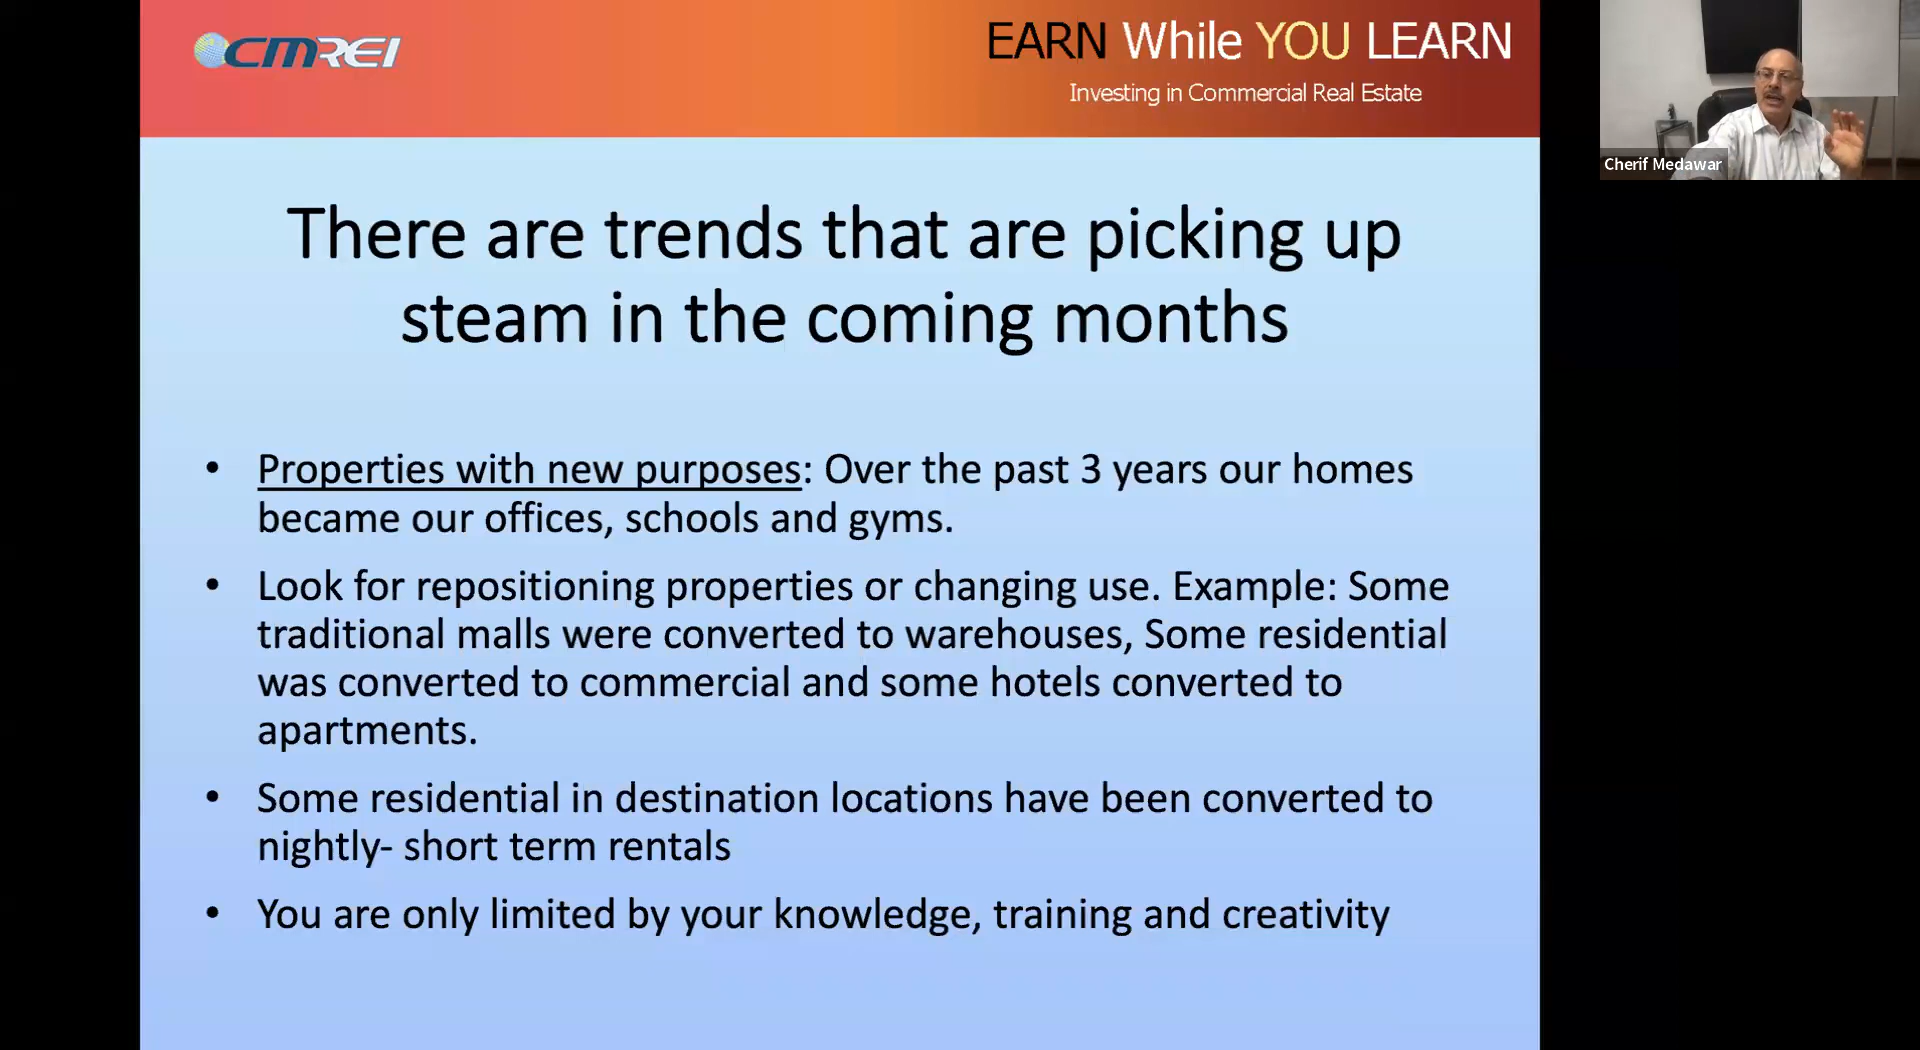 CMREI
EARN While YOU LEARN
Investing in Commercial Real Estate
Cherif Medawar
There are trends that are picking up
steam in the coming months
• Properties with new purposes: Over the past 3 years our homes
became our offices, schools and gyms.
• Look for repositioning properties or changing use. Example: Some
traditional malls were converted to warehouses, Some residential
was converted to commercial and some hotels converted to
apartments.
• Some residential in destination locations have been converted to
nightly- short term rentals
• You are only limited by your knowledge, training and creativity